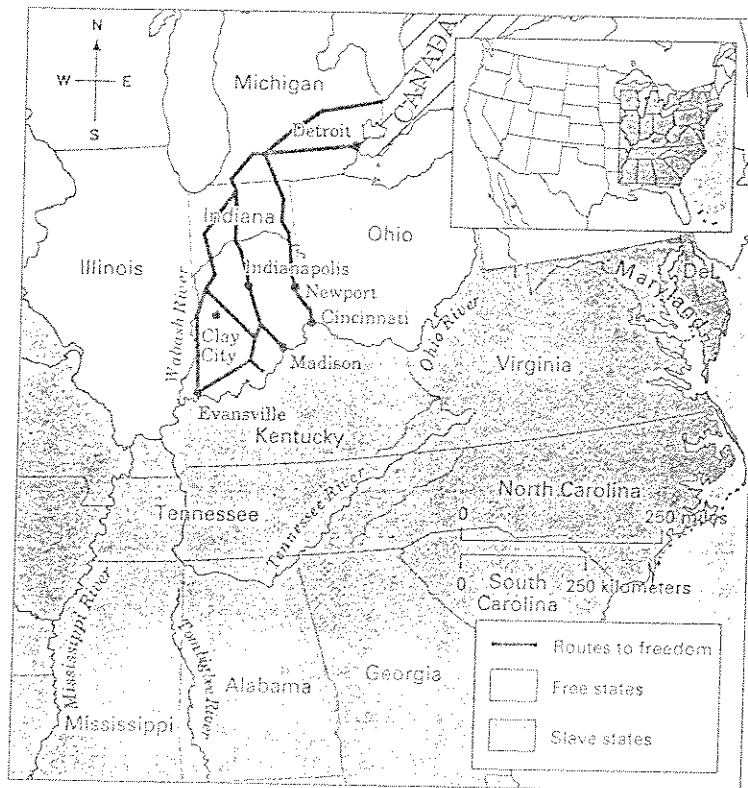 N
W E
S
Michigan
CANADA
Detroit
Indiana
Ohio
Illinois
Indianapolis
Newport
Cincinnati
Wabash River
Clay
City
Madison
Ohio River
Maryland
Del.
Virginia
Evansville
Kentucky
Tennessee River
North Carolina
Tennessee
0 250 miles
0 250 kilometers
South
Carolina
Mississippi River
Tombigbee River
Alabama
Georgia
Mississippi
Routes to freedom
Free states
Slave states